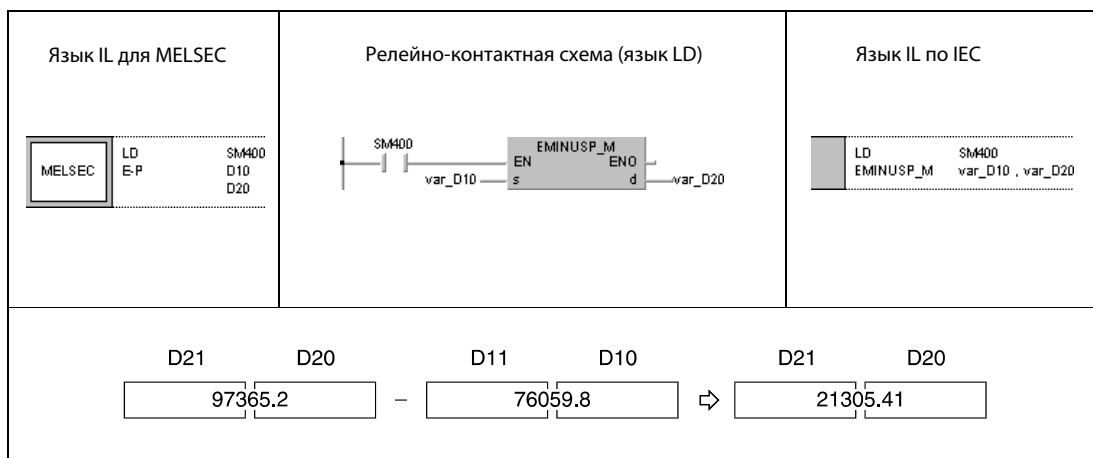 Язык IL для MELSEC
Релейно-контактная схема (язык LD)
Язык IL по IEC
MELSEC
LD SM400
E-P D10
D20
SM400
EMINUSP_M
EN ENO
var_D10 s d var_D20
LD SM400
EMINUSP_M var_D10 , var_D20
D21 D20 D11 D10 D21 D20
97365.2 – 76059.8 ⇨ 21305.41